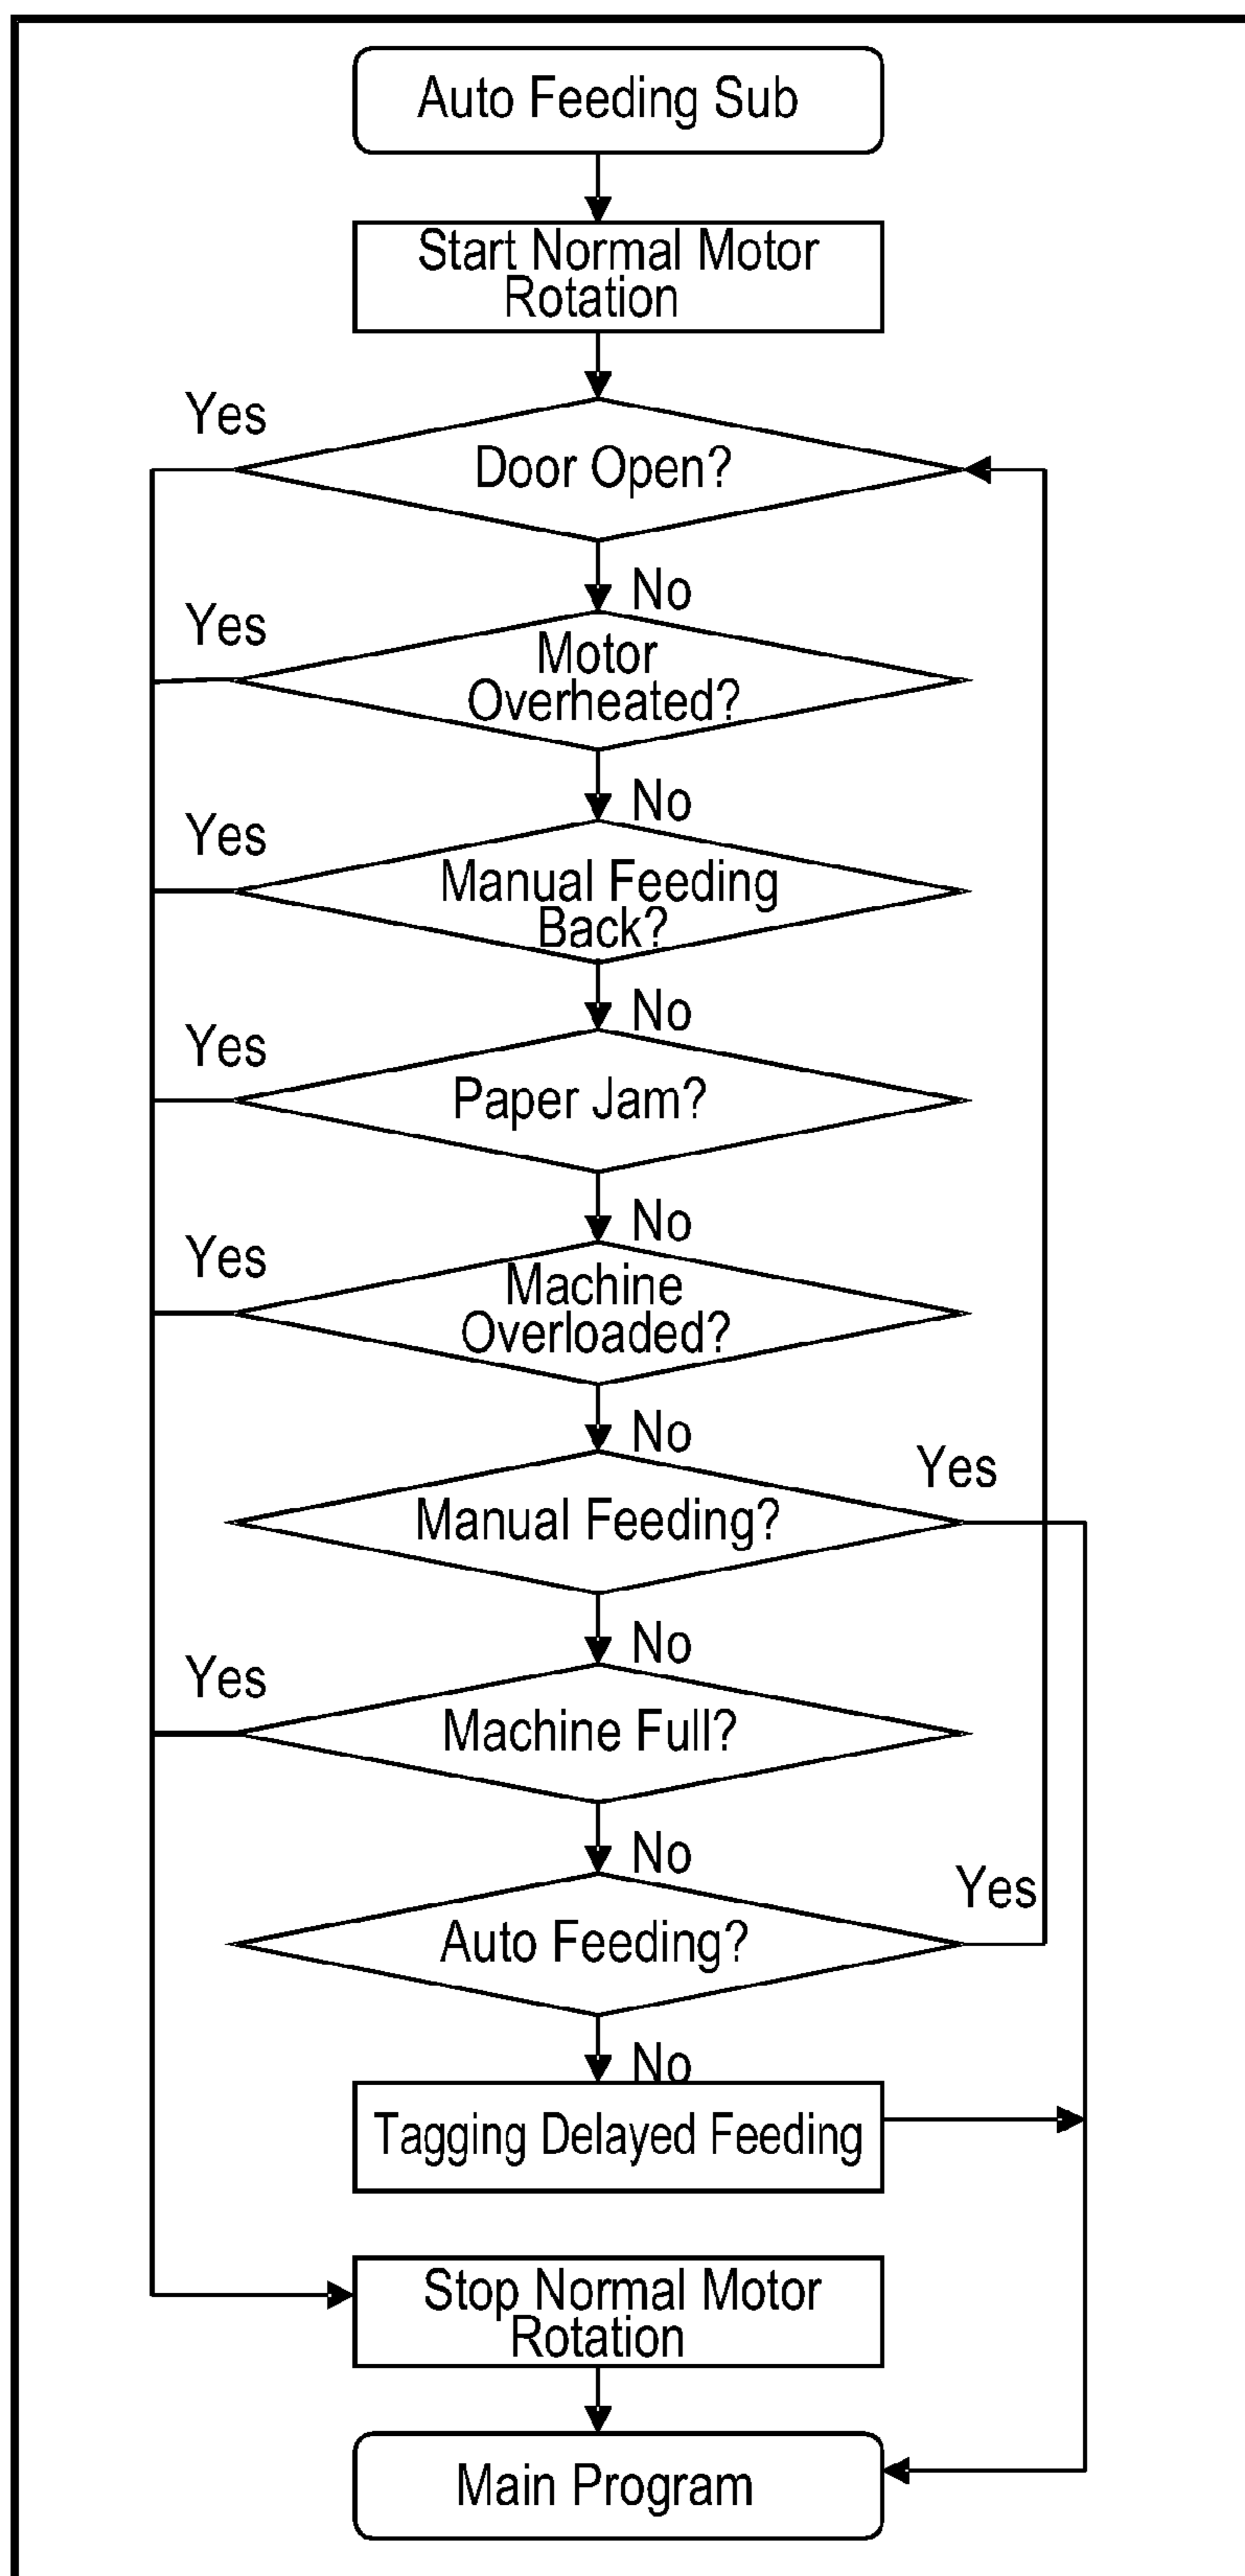 Auto Feeding Sub
Start Normal Motor
Rotation
Yes
Door Open?
No
Yes
Motor
Overheated?
No
Yes
Manual Feeding
Back?
No
Yes
Paper Jam?
No
Yes
Machine
Overloaded?
No
Yes
Manual Feeding?
No
Yes
Machine Full?
No
Yes
Auto Feeding?
No
Tagging Delayed Feeding
Stop Normal Motor
Rotation
Main Program